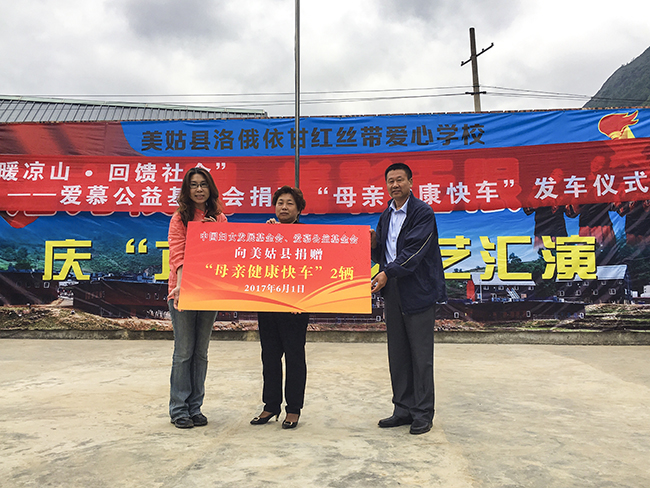 美姑县洛俄依甘红丝带爱心学校
暖凉山·回馈社会”
——爱慕公益基金会捐“母亲健康快车”发车仪式
庆“艺汇演
中国妇女发展基金会、爱慕公益基金会
向美姑县捐赠
“母亲健康快车”2辆
2017年6月1日